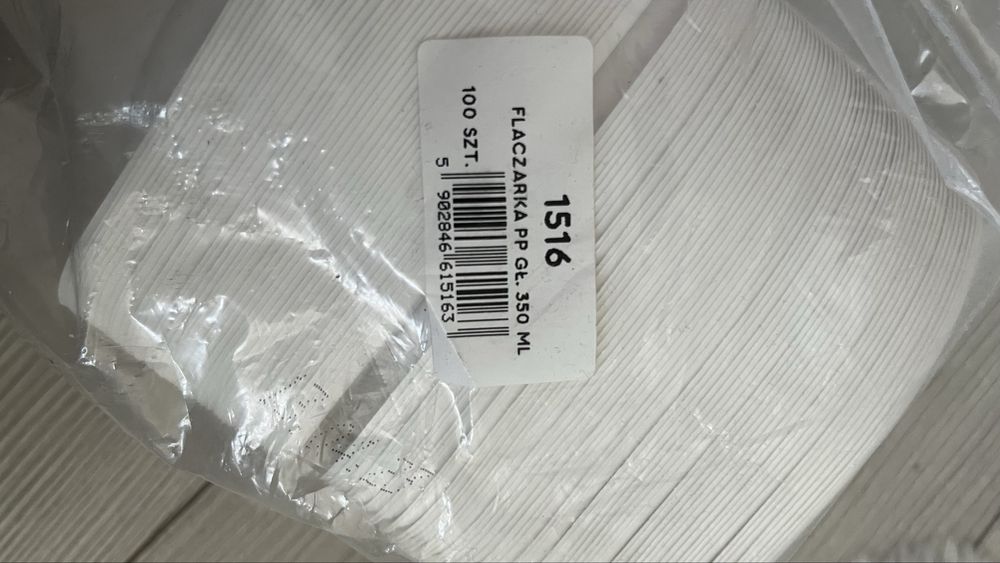 1516
FLACZARKA PP GŁ. 350 ML
100 SZT.
5 902846 615163